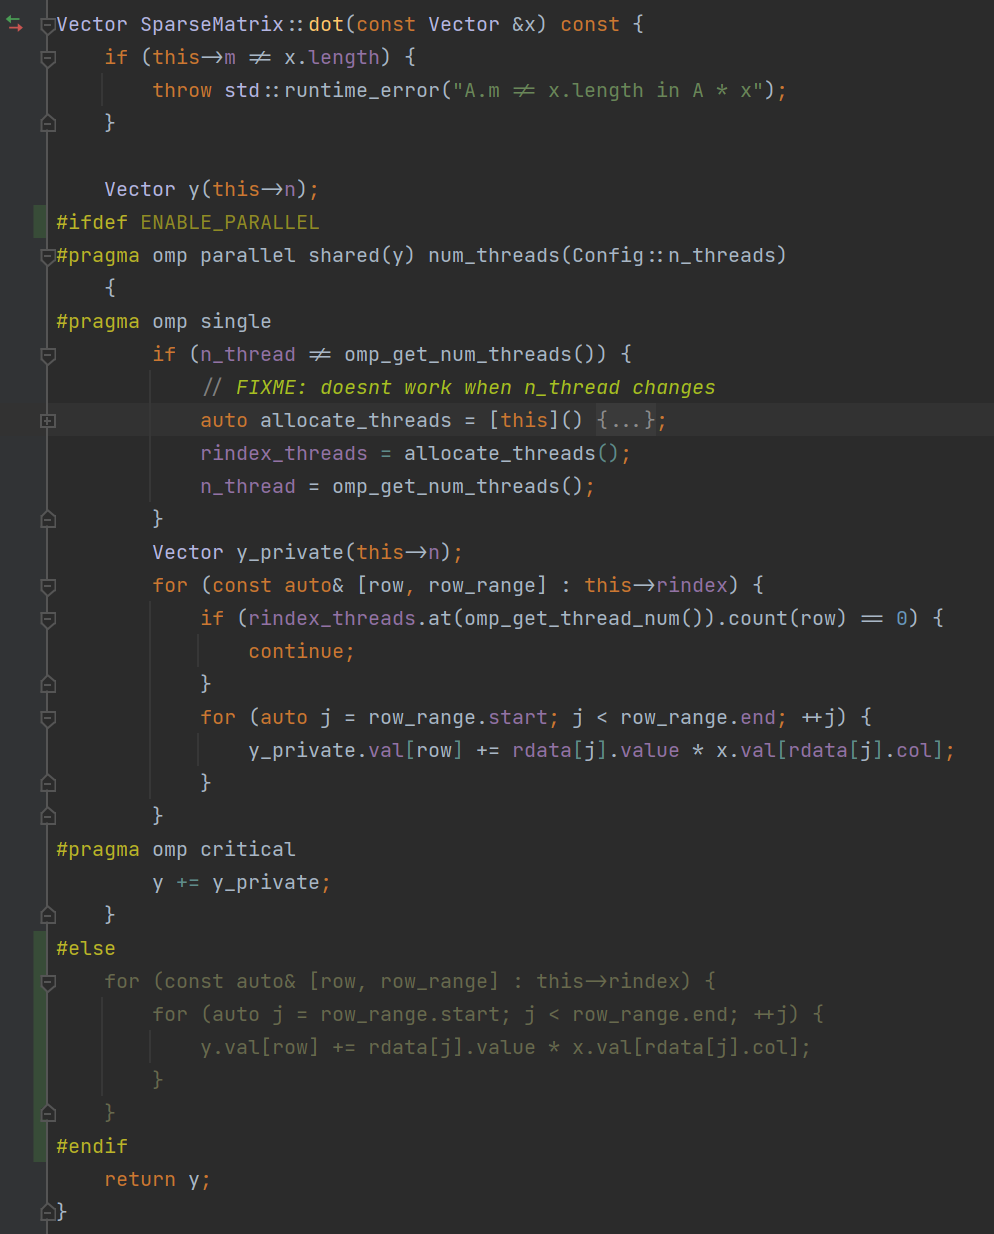 Vector SparseMatrix::dot(const Vector &x) const {
    if (this->m != x.length) {
        throw std::runtime_error("A.m != x.length in A * x");
    }

    Vector y(this->n);
#ifdef ENABLE_PARALLEL
#pragma omp parallel shared(y) num_threads(Config::n_threads)
    {
#pragma omp single
        if (n_thread != omp_get_num_threads()) {
            // FIXME: doesnt work when n_thread changes
            auto allocate_threads = [this]() {...};
            rindex_threads = allocate_threads();
            n_thread = omp_get_num_threads();
        }
        Vector y_private(this->n);
        for (const auto& [row, row_range] : this->rindex) {
            if (rindex_threads.at(omp_get_thread_num()).count(row) == 0) {
                continue;
            }
            for (auto j = row_range.start; j < row_range.end; ++j) {
                y_private.val[row] += rdata[j].value * x.val[rdata[j].col];
            }
        }
#pragma omp critical
        y += y_private;
    }
#else
    for (const auto& [row, row_range] : this->rindex) {
        for (auto j = row_range.start; j < row_range.end; ++j) {
            y.val[row] += rdata[j].value * x.val[rdata[j].col];
        }
    }
#endif
    return y;
}